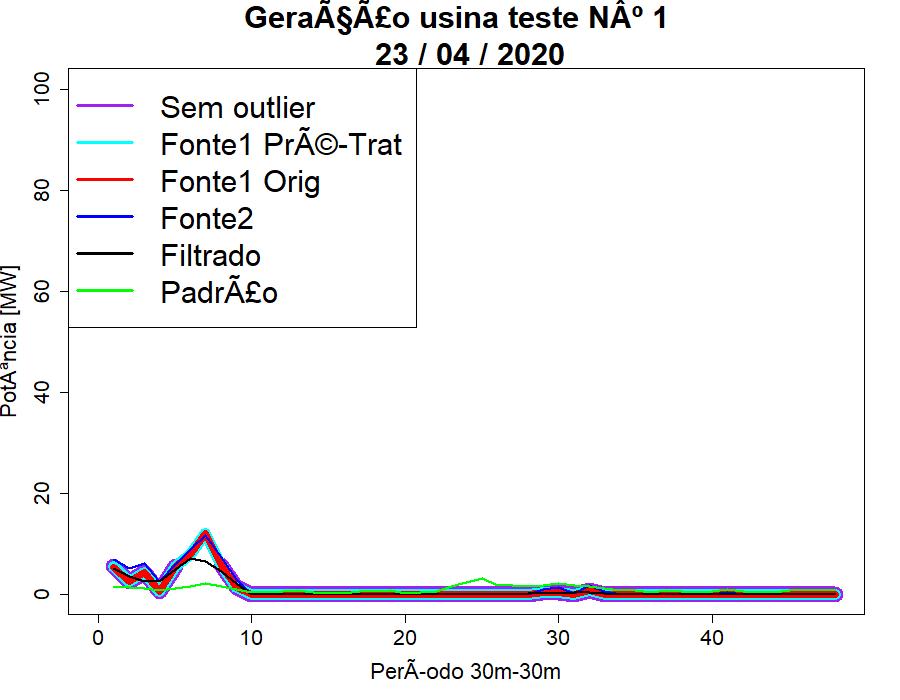 GeraÃ§Ã£o usina teste NÂº 1
23 / 04 / 2020
Sem outlier
Fonte1 PrÃ©-Trat
Fonte1 Orig
Fonte2
Filtrado
PadrÃ£o
PotÃªncia [MW]
100
80
60
40
20
0
0 10 20 30 40
PerÃ-odo 30m-30m